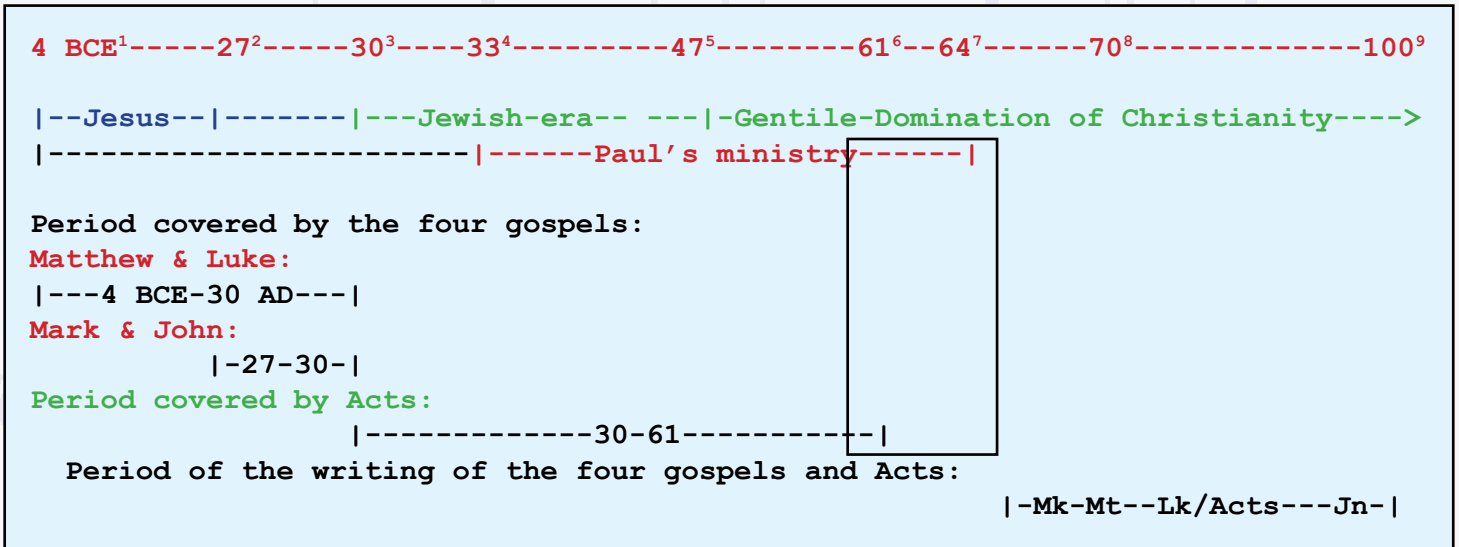 4 BCE¹-----27²-----30³----33⁴---------47⁵--------61⁶--64⁷------70⁸-------------100⁹
|--Jesus--|-------|---Jewish-era-- ---|-Gentile-Domination of Christianity---->
|------------------------|------Paul’s ministry------|
Period covered by the four gospels:
Matthew & Luke:
|---4 BCE-30 AD---|
Mark & John:
|-27-30-|
Period covered by Acts:
|-------------30-61-----------|
Period of the writing of the four gospels and Acts:
|-Mk-Mt--Lk/Acts---Jn-|